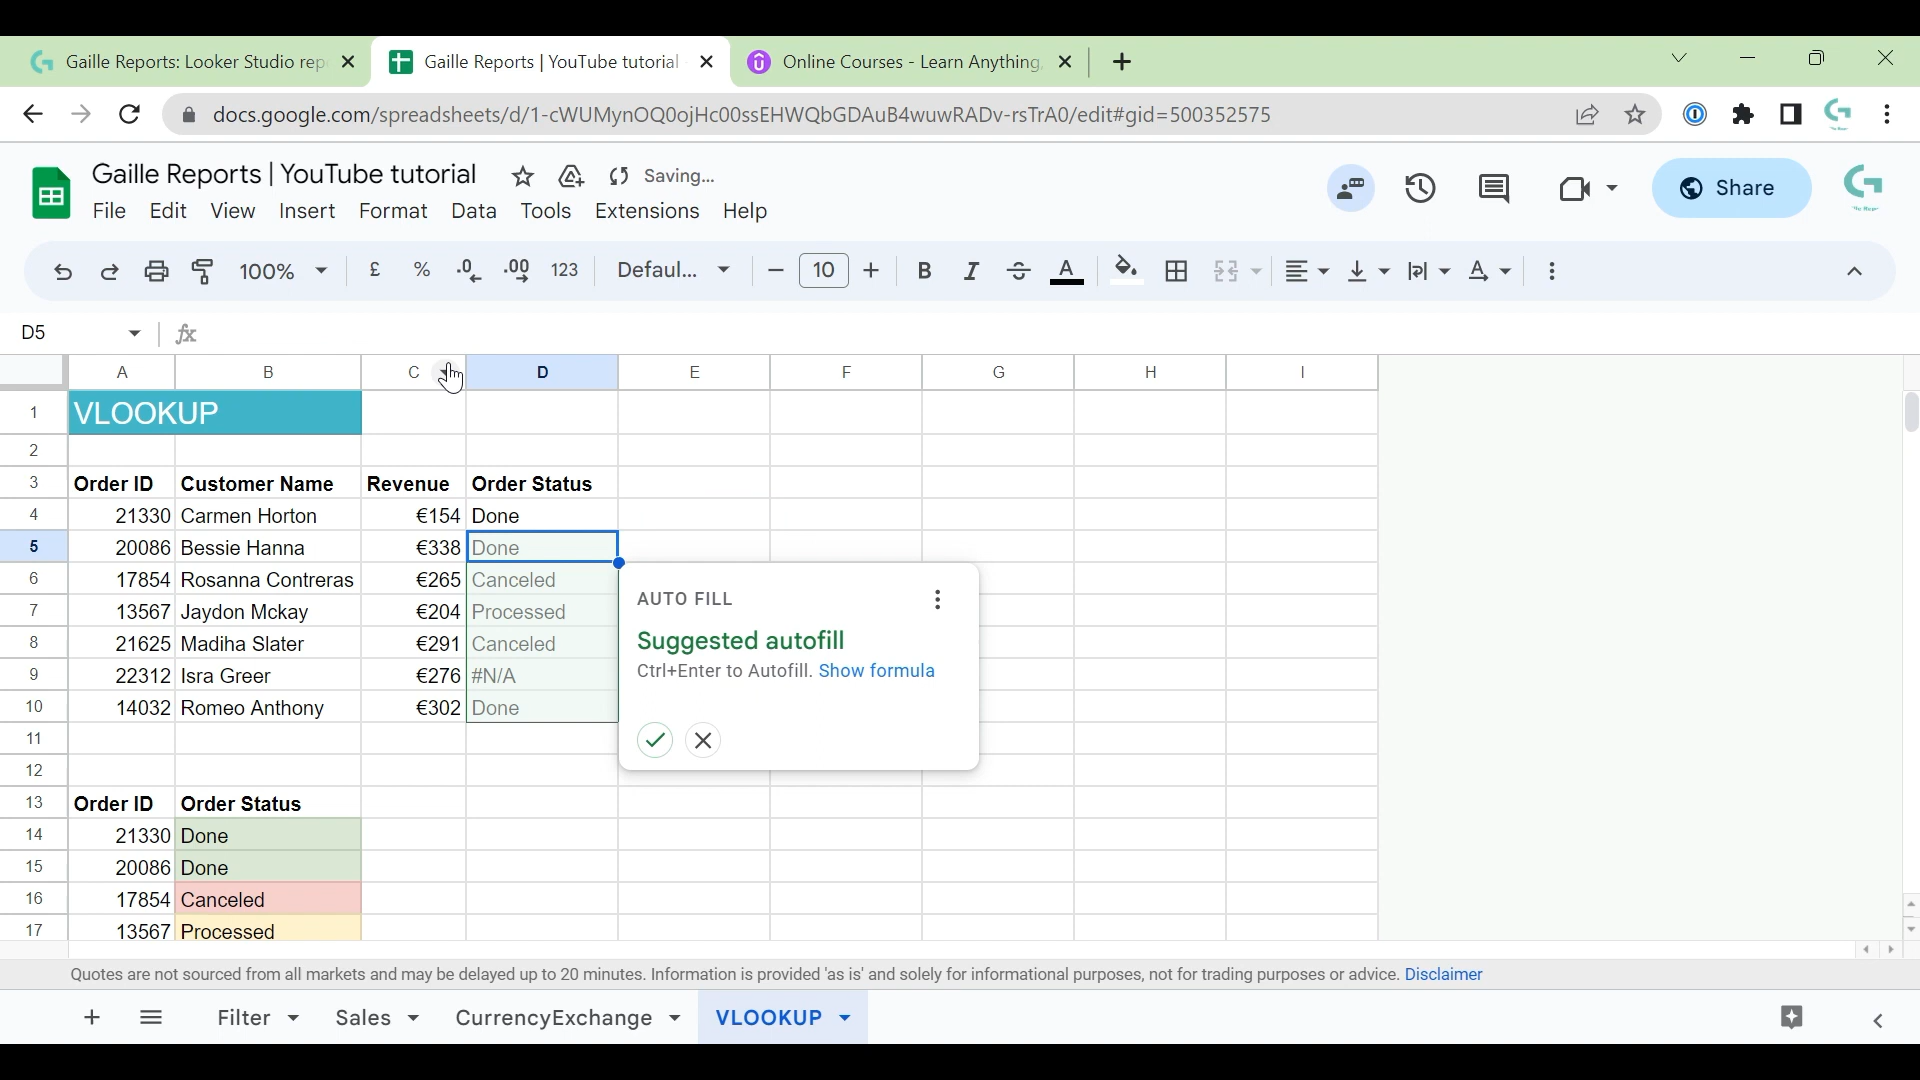 Gaille Reports: Looker Studio rep
Gaille Reports | YouTube tutorial
Online Courses - Learn Anything,
docs.google.com/spreadsheets/d/1-cWUMynOQ0ojHc00ssEHWQbGDAuB4wuwRADv-rsTrA0/edit#gid=500352575
Gaille Reports | YouTube tutorial Saving...
File Edit View Insert Format Data Tools Extensions Help
Share
100% £ % .0 .00 123 Defaul... 10 B I S A A
D5 fx
A B C D E F G H I
1 VLOOKUP
2
3 Order ID Customer Name Revenue Order Status
4 21330 Carmen Horton €154 Done
5 20086 Bessie Hanna €338 Done
6 17854 Rosanna Contreras €265 Canceled
7 13567 Jaydon Mckay €204 Processed
8 21625 Madiha Slater €291 Canceled
9 22312 Isra Greer €276 #N/A
10 14032 Romeo Anthony €302 Done
11
12
13 Order ID Order Status
14 21330 Done
15 20086 Done
16 17854 Canceled
17 13567 Processed
AUTO FILL
Suggested autofill
Ctrl+Enter to Autofill. Show formula
Quotes are not sourced from all markets and may be delayed up to 20 minutes. Information is provided 'as is' and solely for informational purposes, not for trading purposes or advice. Disclaimer
Filter Sales CurrencyExchange VLOOKUP